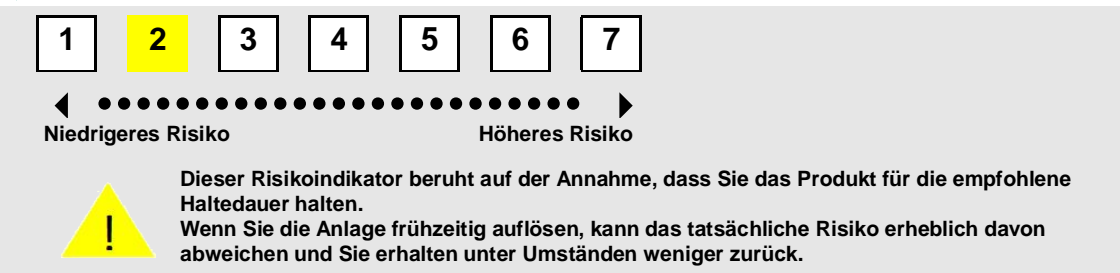 1 2 3 4 5 6 7
Niedrigeres Risiko Höheres Risiko
Dieser Risikoindikator beruht auf der Annahme, dass Sie das Produkt für die empfohlene
Haltedauer halten.
Wenn Sie die Anlage frühzeitig auflösen, kann das tatsächliche Risiko erheblich davon
abweichen und Sie erhalten unter Umständen weniger zurück.
!